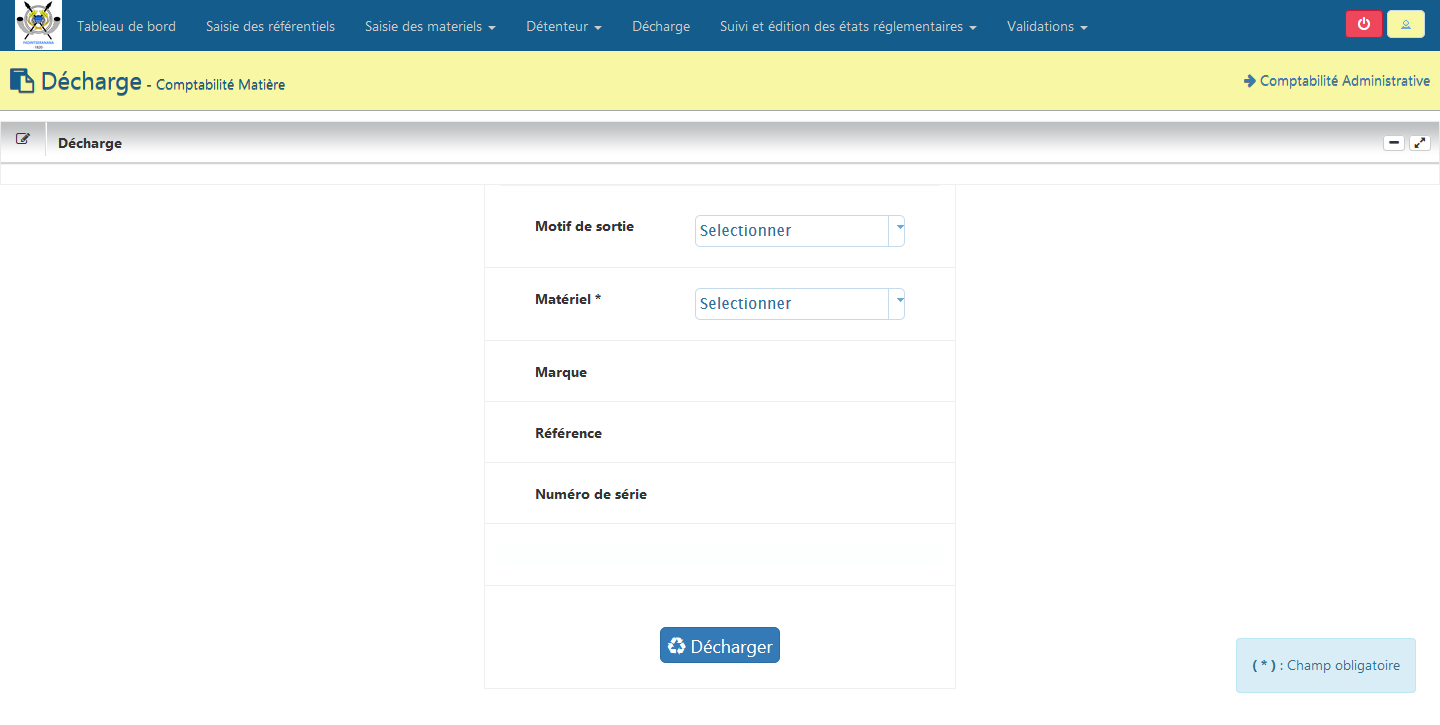 Tableau de bord Saisie des référentiels Saisie des materiels Détenteur Décharge Suivi et édition des états réglementaires Validations
Décharge - Comptabilité Matière
Comptabilité Administrative
Décharge
Motif de sortie Selectionner
Matériel * Selectionner
Marque
Référence
Numéro de série
Décharger
( * ) : Champ obligatoire